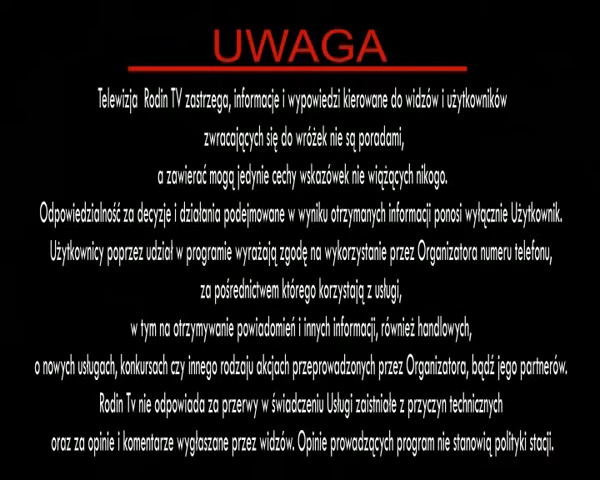 UWAGA
Telewizja Rodin TV zastrzega, informacje i wypowiedzi kierowane do widzów i użytkowników
zwracających się do wróżek nie są poradami,
a zawierać mogą jedynie cechy wskazówek nie wiążących nikogo.
Odpowiedzialność za decyzje i działania podejmowane w wyniku otrzymanych informacji ponosi wyłącznie Użytkownik.
Użytkownicy poprzez udział w programie wyrażają zgodę na wykorzystanie przez Organizatora numeru telefonu,
za pośrednictwem którego korzystają z usługi,
w tym na otrzymywanie powiadomień i innych informacji, również handlowych,
o nowych usługach, konkursach czy innego rodzaju akcjach przeprowadzonych przez Organizatora, bądź jego partnerów.
Rodin Tv nie odpowiada za przerwy w świadczeniu Usługi zaistniałe z przyczyn technicznych
oraz za opinie i komentarze wygłaszane przez widzów. Opinie prowadzących program nie stanowią polityki stacji.